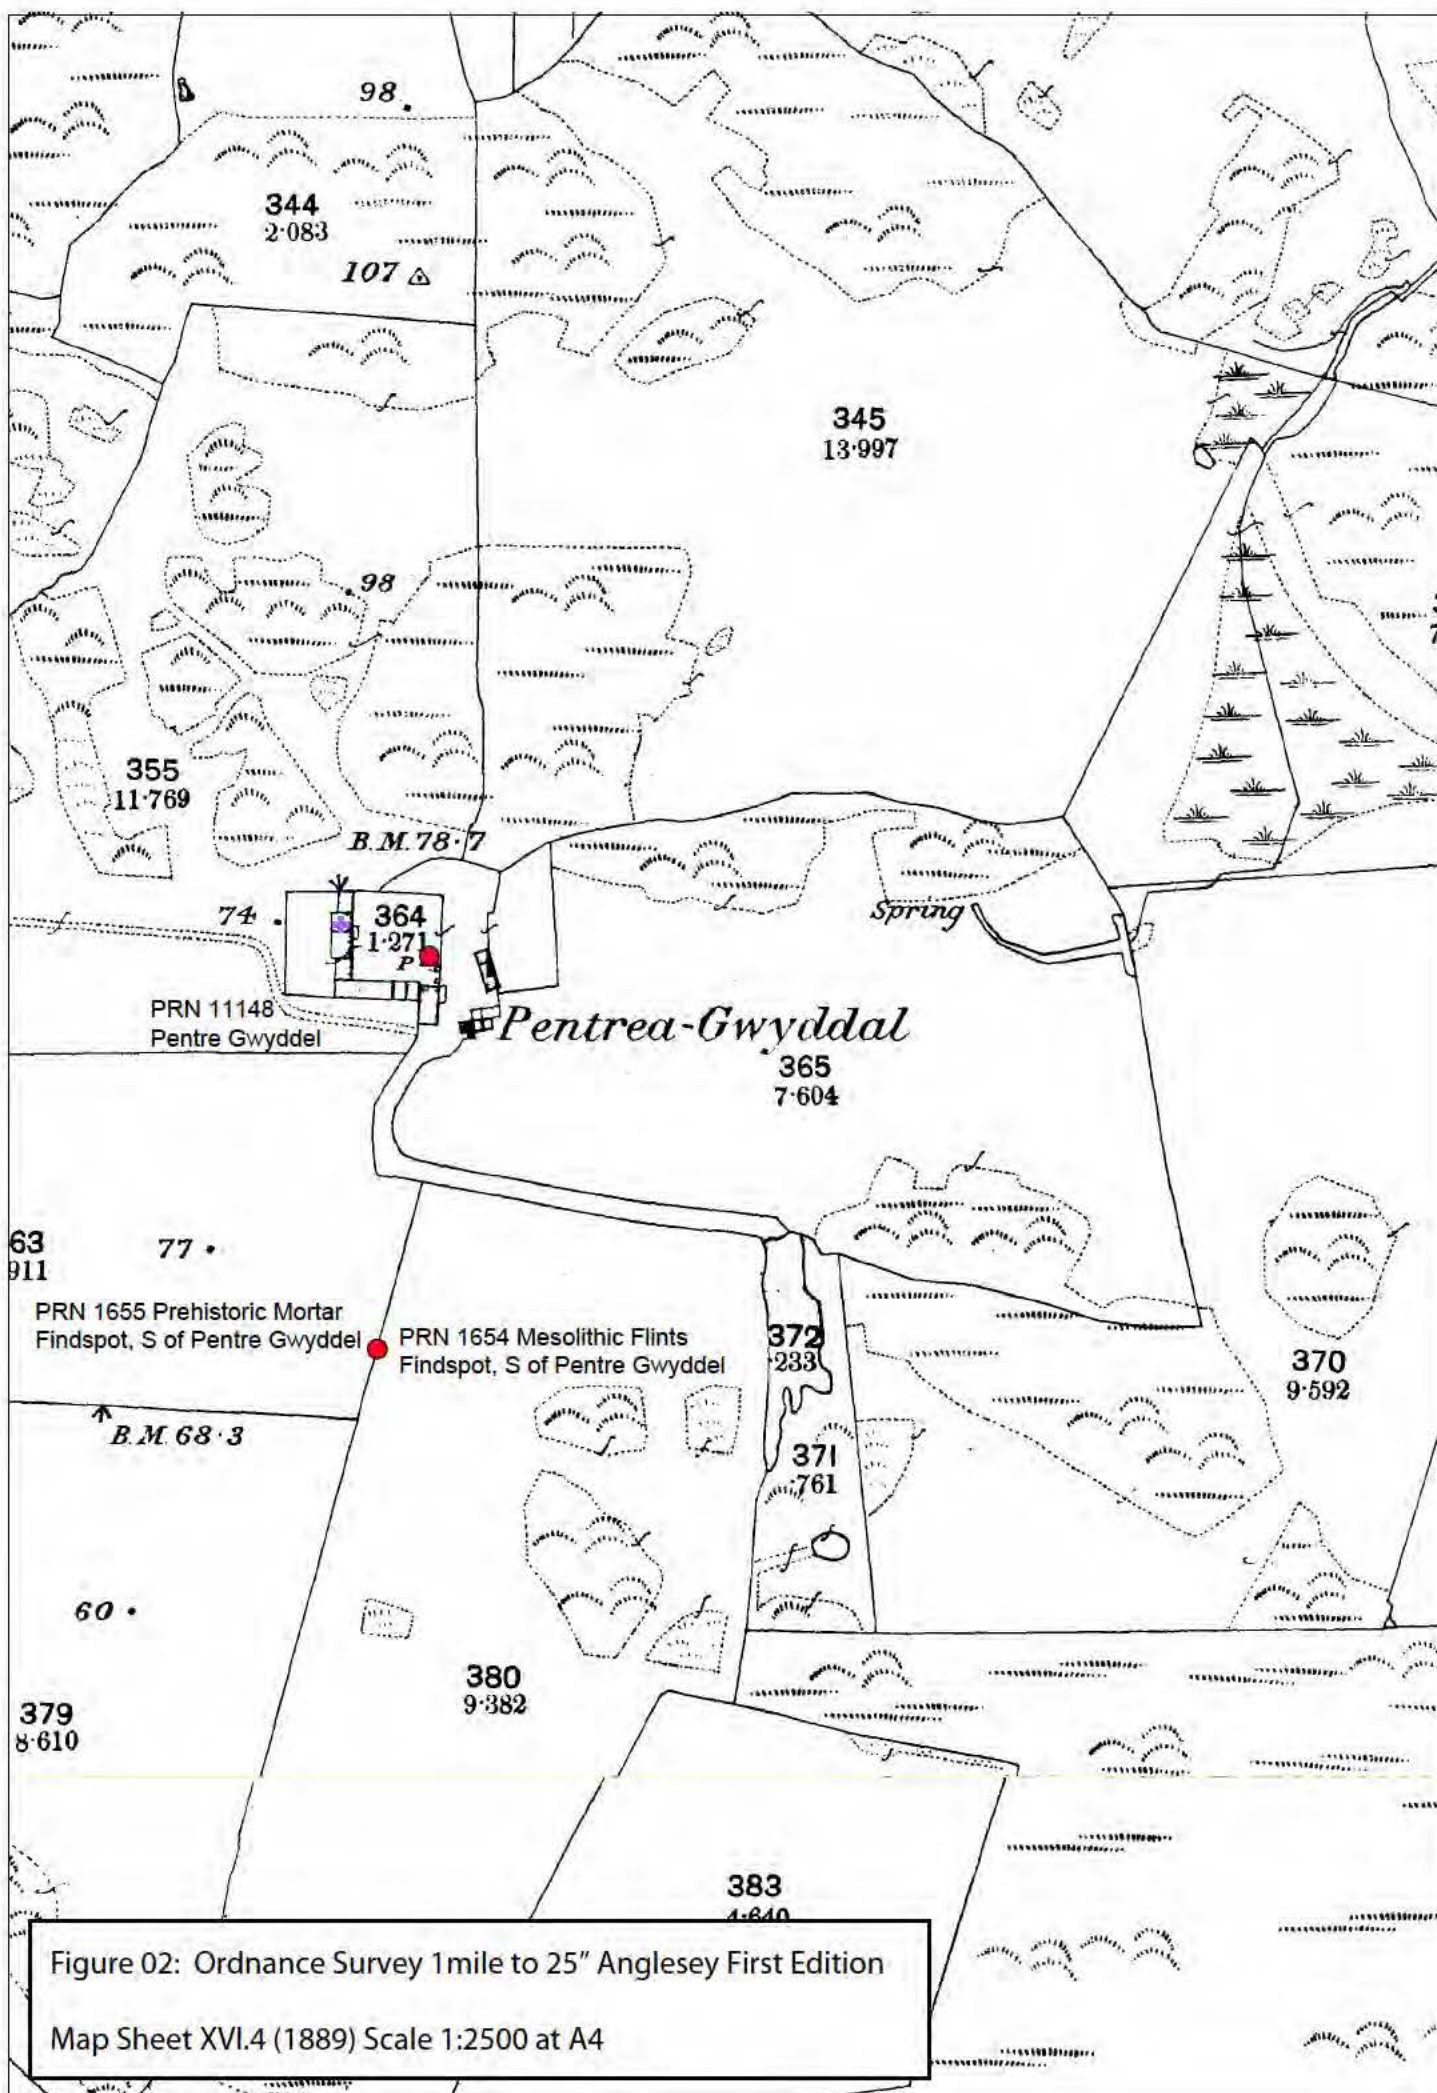 98
344
2·083
107
345
13·997
98
355
11·769
B.M. 78·7
74
364
1·271
P
Spring
PRN 11148
Pentre Gwyddel
Pentrea-Gwyddal
365
7·604
63
911
77
PRN 1655 Prehistoric Mortar
Findspot, S of Pentre Gwyddel
PRN 1654 Mesolithic Flints
Findspot, S of Pentre Gwyddel
372
·233
370
9·592
B.M. 68·3
371
·761
60
380
9·382
379
8·610
383
4·640
Figure 02: Ordnance Survey 1mile to 25" Anglesey First Edition
Map Sheet XVI.4 (1889) Scale 1:2500 at A4